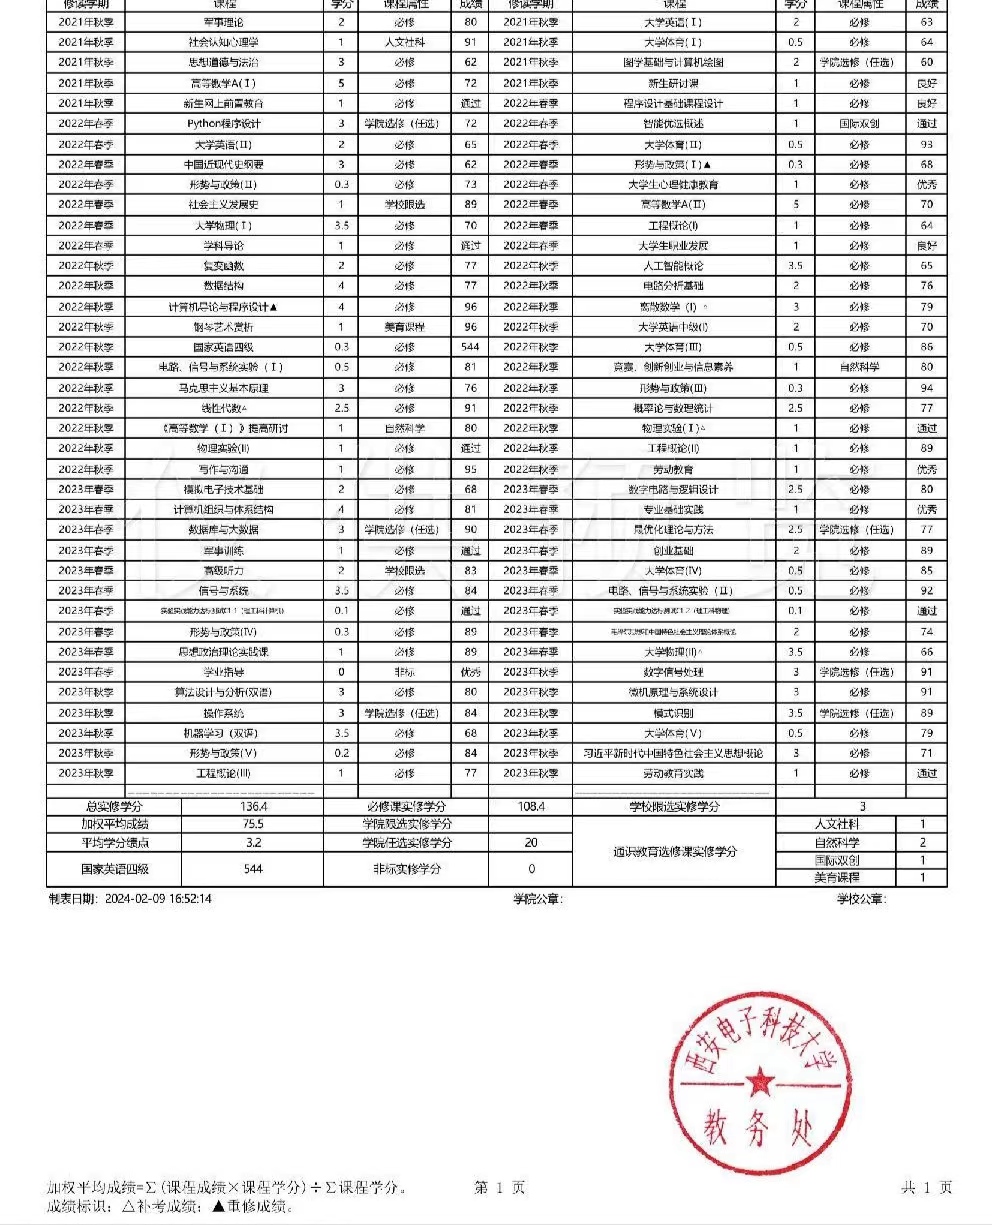 修读学期 课程 学分 课程属性 成绩 修读学期 课程 学分 课程属性 成绩
2021年秋季 军事理论 2 必修 80 2021年秋季 大学英语(Ⅰ) 2 必修 63
2021年秋季 社会认知心理学 1 人文社科 91 2021年秋季 大学体育(Ⅰ) 0.5 必修 64
2021年秋季 思想道德与法治 3 必修 62 2021年秋季 图学基础与计算机绘图 2 学院选修（任选） 60
2021年秋季 高等数学A(Ⅰ) 5 必修 72 2021年秋季 新生研讨课 1 必修 良好
2021年秋季 新生网上前置教育 1 必修 通过 2022年春季 程序设计基础课程设计 1 必修 良好
2022年春季 Python程序设计 3 学院选修（任选） 72 2022年春季 智能优选概述 1 国际双创 通过
2022年春季 大学英语(II) 2 必修 65 2022年春季 大学体育(II) 0.5 必修 93
2022年春季 中国近现代史纲要 3 必修 62 2022年春季 形势与政策(Ⅰ)▲ 0.3 必修 68
2022年春季 形势与政策(II) 0.3 必修 73 2022年春季 大学生心理健康教育 1 必修 优秀
2022年春季 社会主义发展史 1 学校限选 89 2022年春季 高等数学A(II) 5 必修 70
2022年春季 大学物理(Ⅰ) 3.5 必修 70 2022年春季 工程概论(I) 1 必修 64
2022年春季 学科导论 1 必修 通过 2022年春季 大学生职业发展 1 必修 良好
2022年秋季 复变函数 2 必修 77 2022年秋季 人工智能概论 3.5 必修 65
2022年秋季 数据结构 4 必修 77 2022年秋季 电路分析基础 2 必修 76
2022年秋季 计算机导论与程序设计▲ 4 必修 96 2022年秋季 离散数学（I）△ 3 必修 79
2022年秋季 钢琴艺术赏析 1 美育课程 96 2022年秋季 大学英语中级(I) 2 必修 70
2022年秋季 国家英语四级 0.3 必修 544 2022年秋季 大学体育(III) 0.5 必修 86
2022年秋季 电路、信号与系统实验（Ⅰ） 0.5 必修 81 2022年秋季 竞赛、创新创业与信息素养 1 自然科学 80
2022年秋季 马克思主义基本原理 3 必修 76 2022年秋季 形势与政策(III) 0.3 必修 94
2022年秋季 线性代数△ 2.5 必修 91 2022年秋季 概率论与数理统计 2.5 必修 77
2022年秋季 《高等数学（Ⅰ）》提高研讨 1 自然科学 80 2022年秋季 物理实验(Ⅰ)△ 1 必修 通过
2022年秋季 物理实验(II) 1 必修 通过 2022年秋季 工程概论(II) 1 必修 89
2022年秋季 写作与沟通 1 必修 95 2022年秋季 劳动教育 1 必修 优秀
2023年春季 模拟电子技术基础 2 必修 68 2023年春季 数字电路与逻辑设计 2.5 必修 80
2023年春季 计算机组织与体系结构 4 必修 81 2023年春季 专业基础实践 1 必修 优秀
2023年春季 数据库与大数据 3 学院选修（任选） 90 2023年春季 最优化理论与方法 2.5 学院选修（任选） 77
2023年春季 军事训练 1 必修 通过 2023年春季 创业基础 2 必修 89
2023年春季 高级听力 2 学校限选 83 2023年春季 大学体育(IV) 0.5 必修 85
2023年春季 信号与系统 3.5 必修 84 2023年春季 电路、信号与系统实验（II） 0.5 必修 92
2023年春季 0.1 必修 通过 2023年春季 0.1 必修 通过
2023年春季 形势与政策(IV) 0.3 必修 89 2023年春季 2 必修 74
2023年春季 思想政治理论实践课 1 必修 89 2023年春季 大学物理(II)△ 3.5 必修 66
2023年春季 学业指导 0 非标 优秀 2023年秋季 数字信号处理 3 学院选修（任选） 91
2023年秋季 算法设计与分析(双语) 3 必修 80 2023年秋季 微机原理与系统设计 3 必修 91
2023年秋季 操作系统 3 学院选修（任选） 84 2023年秋季 模式识别 3.5 学院选修（任选） 89
2023年秋季 机器学习（双语） 3.5 必修 68 2023年秋季 大学体育(Ⅴ) 0.5 必修 79
2023年秋季 形势与政策(Ⅴ) 0.2 必修 84 2023年秋季 习近平新时代中国特色社会主义思想概论 3 必修 71
2023年秋季 工程概论(III) 1 必修 77 2023年秋季 劳动教育实践 1 必修 通过
总实修学分 136.4 必修课实修学分 108.4 学校限选实修学分 3
加权平均成绩 75.5 学院限选实修学分 通识教育选修课实修学分 人文社科 1
平均学分绩点 3.2 学院任选实修学分 20 自然科学 2
国家英语四级 544 非标实修学分 0 国际双创 1
美育课程 1
制表日期：2024-02-09 16:52:14 学院公章： 学校公章：
西安电子科技大学
教务处
加权平均成绩=Σ(课程成绩×课程学分)÷Σ课程学分。 第 1 页 共 1 页
成绩标识：△补考成绩；▲重修成绩。
仅供预览